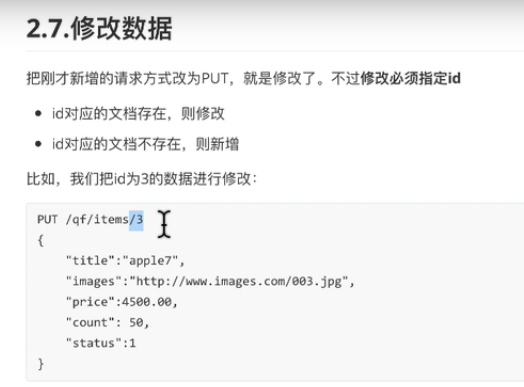 2.7.修改数据
把刚才新增的请求方式改为PUT，就是修改了。不过修改必须指定id
• id对应的文档存在，则修改
• id对应的文档不存在，则新增
比如，我们把id为3的数据进行修改：
PUT /qf/items/3
{
    "title":"apple7",
    "images":"http://www.images.com/003.jpg",
    "price":4500.00,
    "count": 50,
    "status":1
}